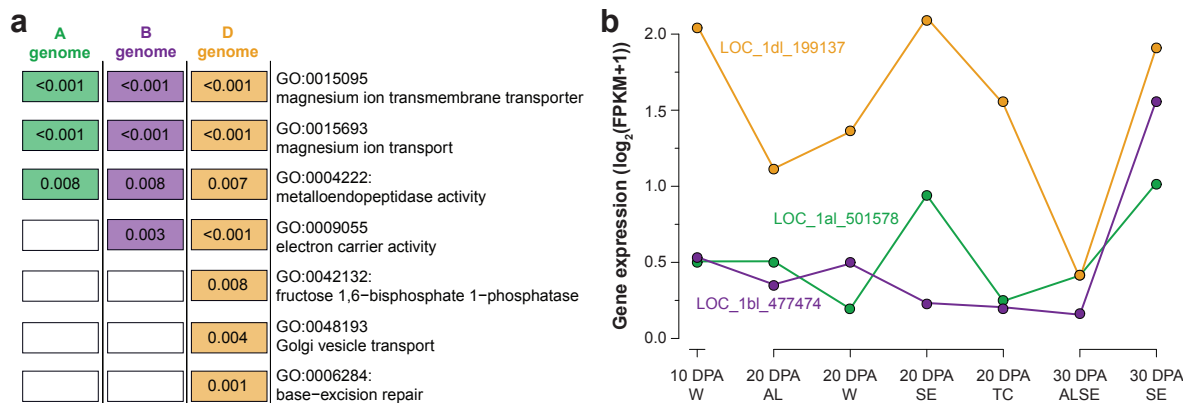 a
A
genome
B
genome
D
genome
<0.001 <0.001 <0.001 GO:0015095
magnesium ion transmembrane transporter
<0.001 <0.001 <0.001 GO:0015693
magnesium ion transport
0.008 0.008 0.007 GO:0004222:
metalloendopeptidase activity
0.003 <0.001 GO:0009055
electron carrier activity
0.008 GO:0042132:
fructose 1,6−bisphosphate 1−phosphatase
0.004 GO:0048193
Golgi vesicle transport
0.001 GO:0006284:
base−excision repair
b
Gene expression (log2(FPKM+1))
2.0
1.5
1.0
0.5
0.0
LOC_1dl_199137
LOC_1al_501578
LOC_1bl_477474
10 DPA
W
20 DPA
AL
20 DPA
W
20 DPA
SE
20 DPA
TC
30 DPA
ALSE
30 DPA
SE